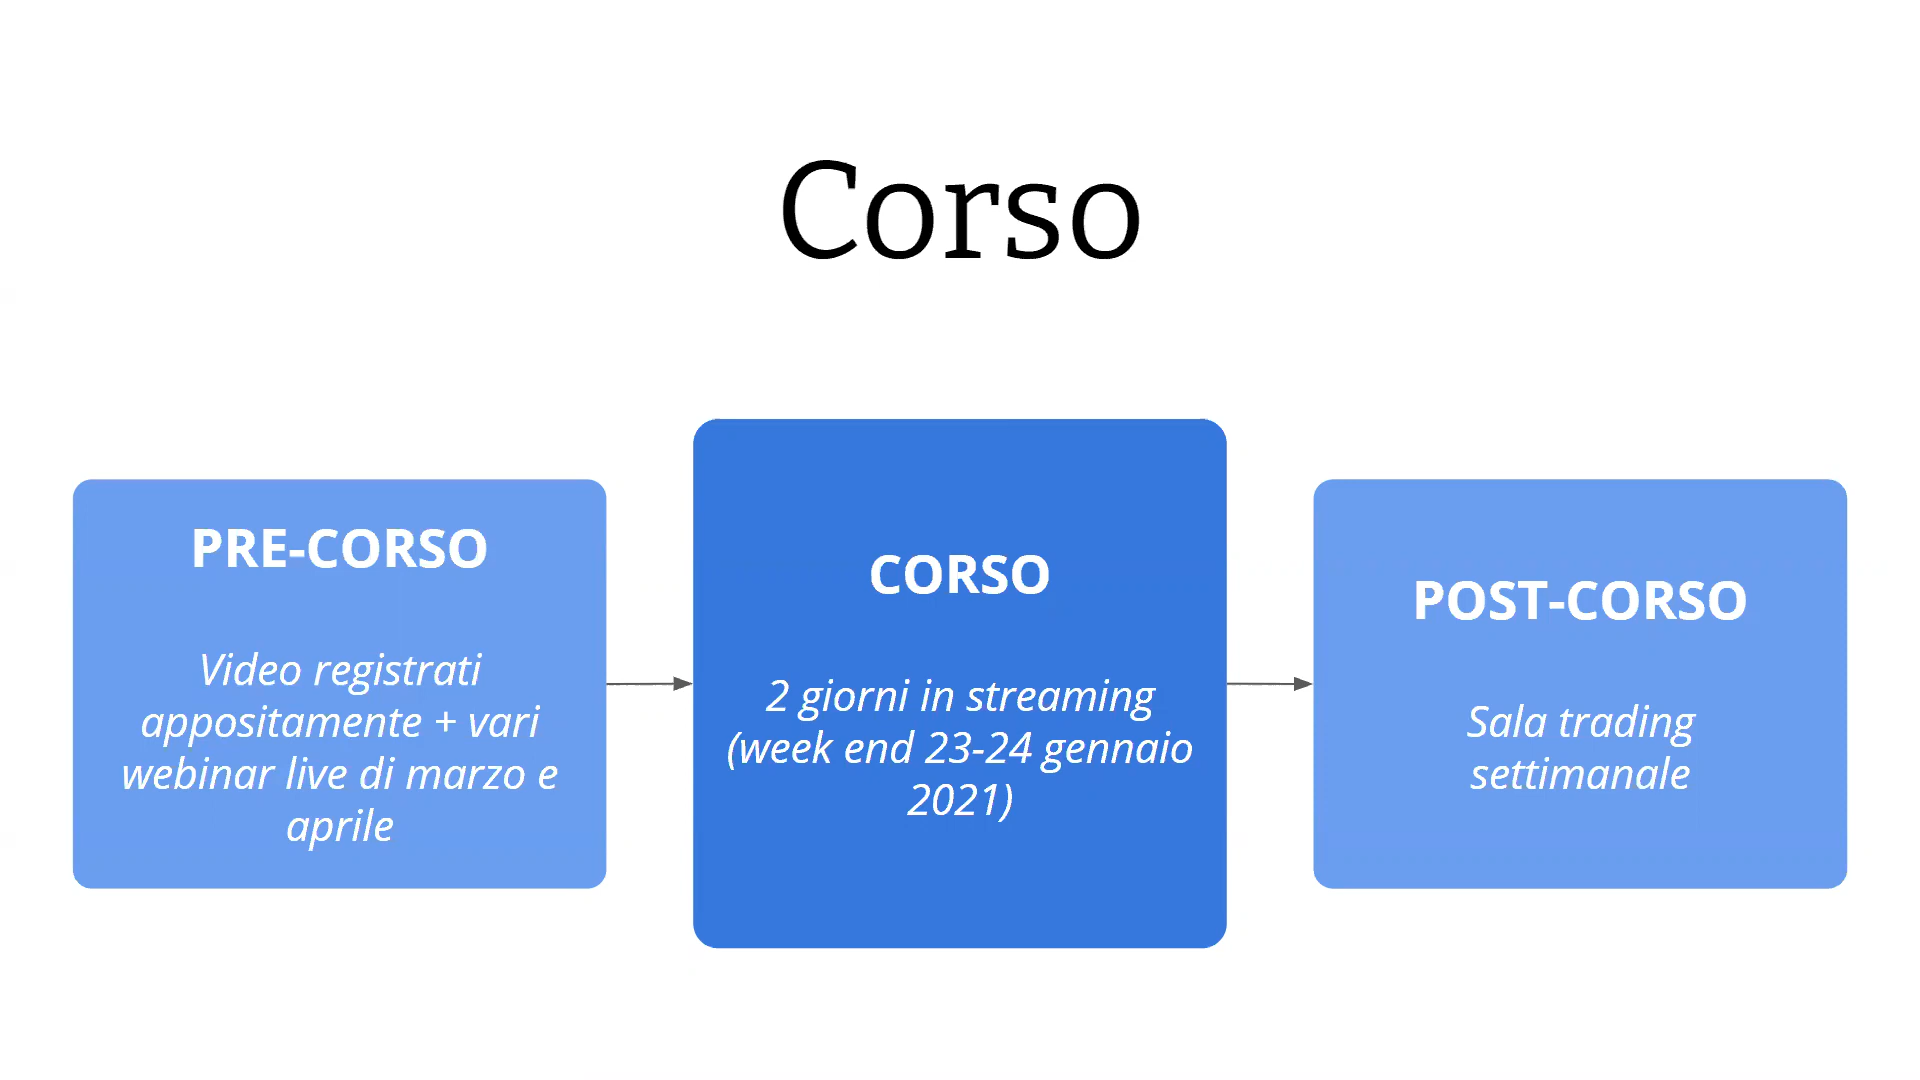 Corso
PRE-CORSO
Video registrati
appositamente + vari
webinar live di marzo e
aprile
CORSO
2 giorni in streaming
(week end 23-24 gennaio
2021)
POST-CORSO
Sala trading
settimanale